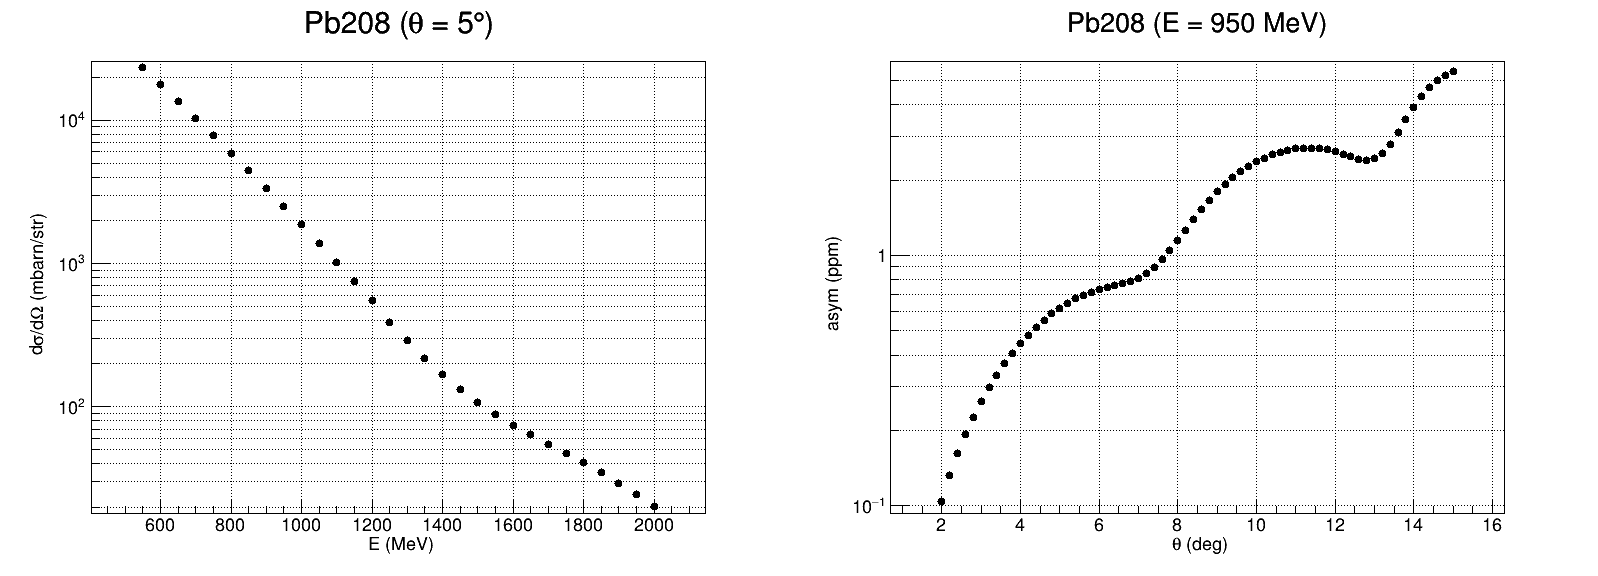 Pb208 (θ = 5°)
dσ/dΩ (mbarn/str)
10⁴
10³
10²
600 800 1000 1200 1400 1600 1800 2000
E (MeV)
Pb208 (E = 950 MeV)
asym (ppm)
1
10⁻¹
2 4 6 8 10 12 14 16
θ (deg)